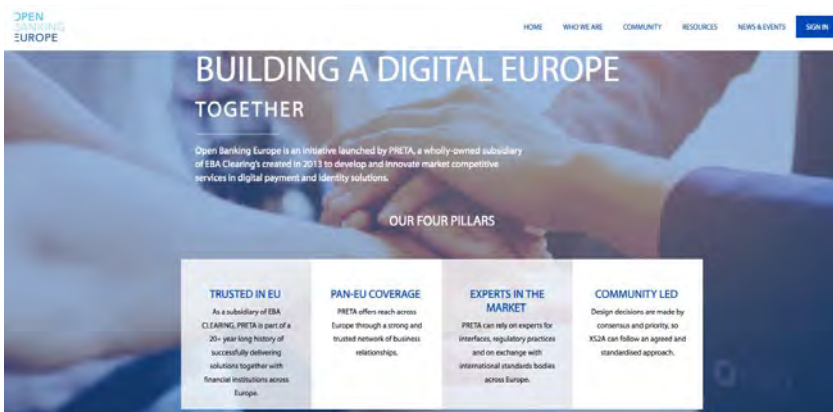 OPEN
BANKING
EUROPE
HOME WHO WE ARE COMMUNITY RESOURCES NEWS & EVENTS SIGN IN
BUILDING A DIGITAL EUROPE
TOGETHER
Open Banking Europe is an initiative launched by PRETA, a wholly-owned subsidiary
of EBA Clearing's created in 2013 to develop and innovate market competitive
services in digital payment and identity solutions.
OUR FOUR PILLARS
TRUSTED IN EU
As a subsidiary of EBA
CLEARING, PRETA is part of a
20+ year long history of
successfully delivering
solutions together with
financial institutions across
Europe.
PAN-EU COVERAGE
PRETA offers reach across
Europe through a strong and
trusted network of business
relationships.
EXPERTS IN THE
MARKET
PRETA can rely on experts for
interfaces, regulatory practices
and on exchange with
international standards bodies
across Europe.
COMMUNITY LED
Design decisions are made by
consensus and priority, so
XS2A can follow an agreed and
standardised approach.